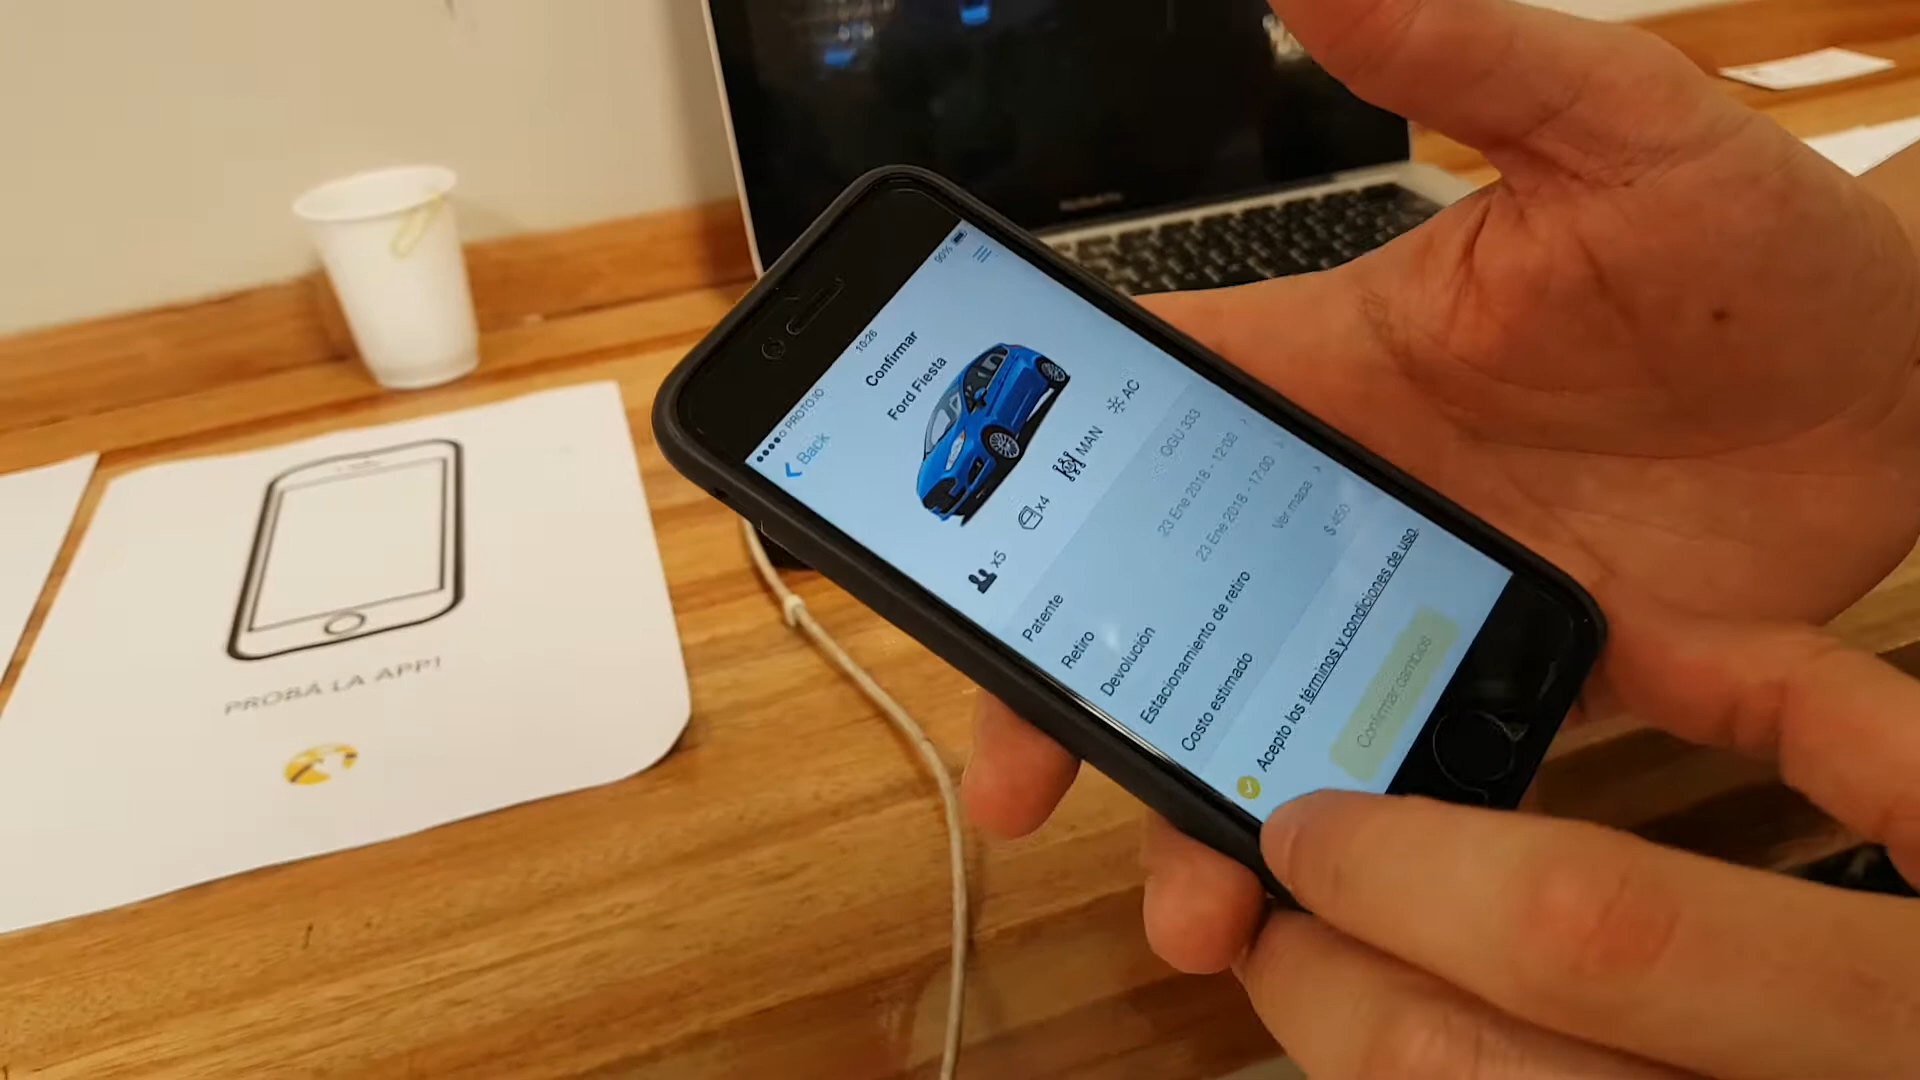 PROTO.IO
10:26
90%
Back
Confirmar
Ford Fiesta
x5
x4
MAN
AC
Patente OGU 333
Retiro 23 Ene 2018 - 12:00
Devolución 23 Ene 2018 - 17:00
Estacionamiento de retiro Ver mapa
Costo estimado $ 450
Acepto los términos y condiciones de uso.
Confirmar cambios
PROBÁ LA APP!